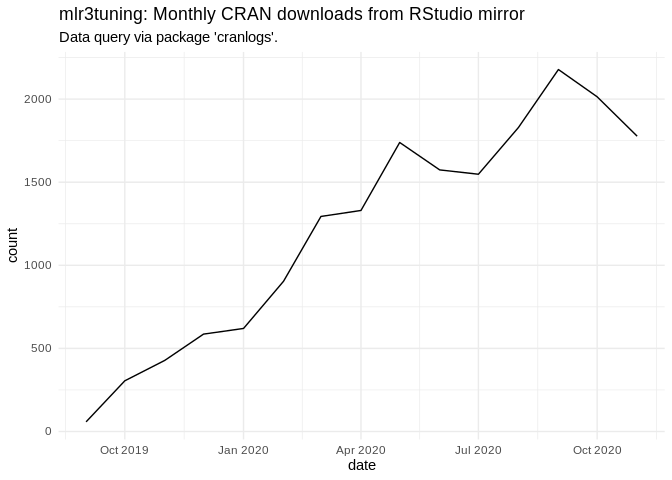 mlr3tuning: Monthly CRAN downloads from RStudio mirror
Data query via package 'cranlogs'.
count
2000
1500
1000
500
0
Oct 2019 Jan 2020 Apr 2020 Jul 2020 Oct 2020
date